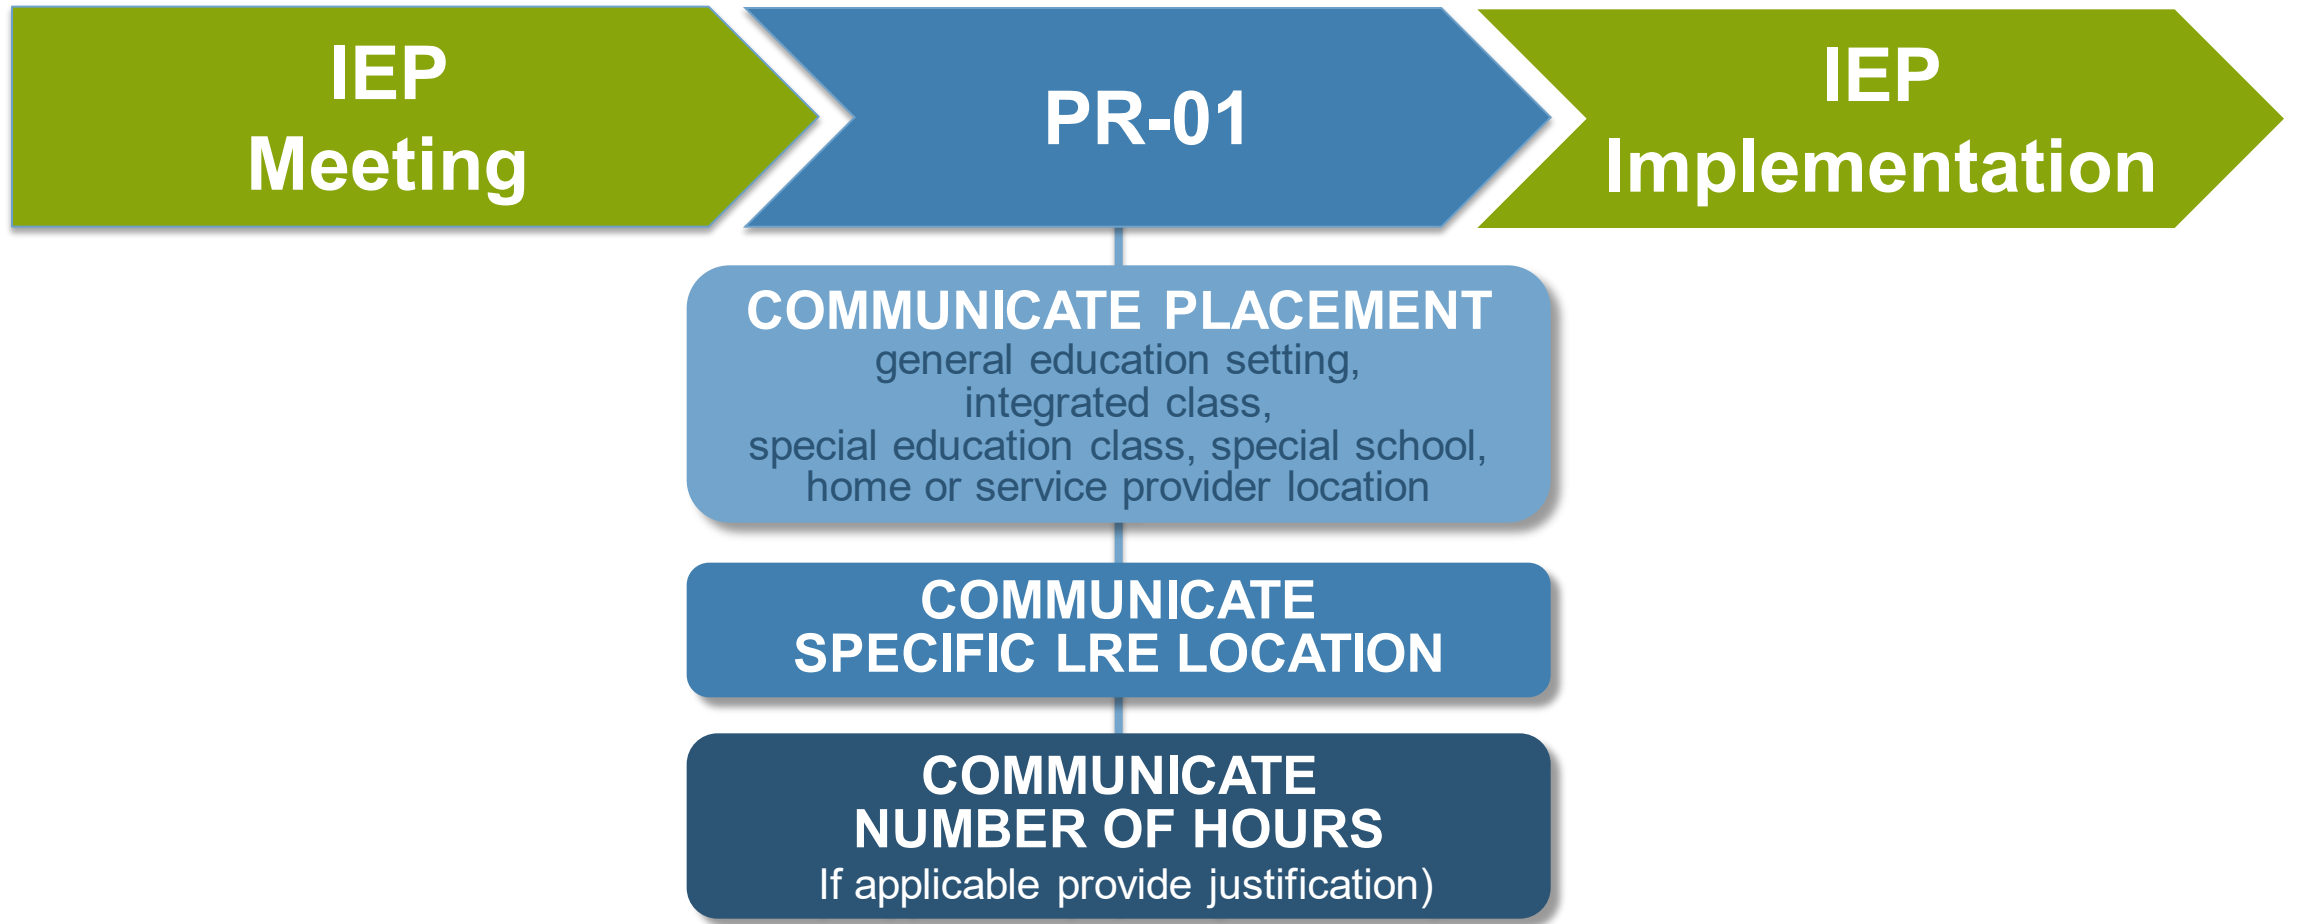 IEP
Meeting
PR-01
IEP
Implementation
COMMUNICATE PLACEMENT
general education setting,
integrated class,
special education class, special school,
home or service provider location
COMMUNICATE
SPECIFIC LRE LOCATION
COMMUNICATE
NUMBER OF HOURS
If applicable provide justification)